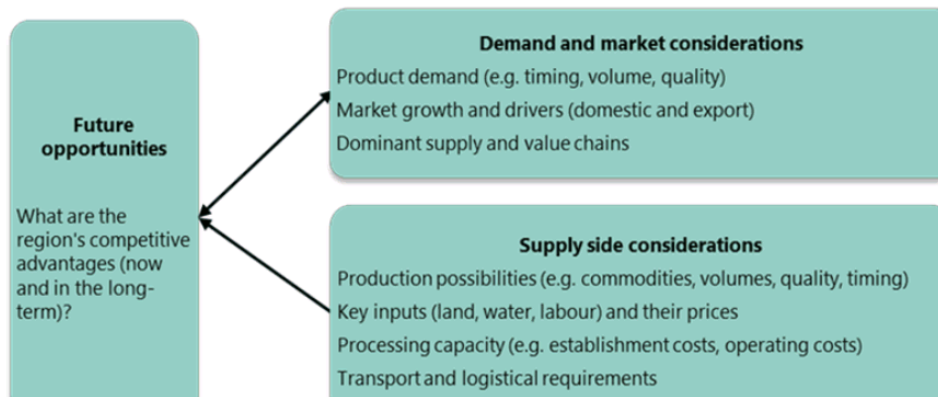 Future
opportunities
What are the
region's competitive
advantages (now
and in the long-
term)?
Demand and market considerations
Product demand (e.g. timing, volume, quality)
Market growth and drivers (domestic and export)
Dominant supply and value chains
Supply side considerations
Production possibilities (e.g. commodities, volumes, quality, timing)
Key inputs (land, water, labour) and their prices
Processing capacity (e.g. establishment costs, operating costs)
Transport and logistical requirements